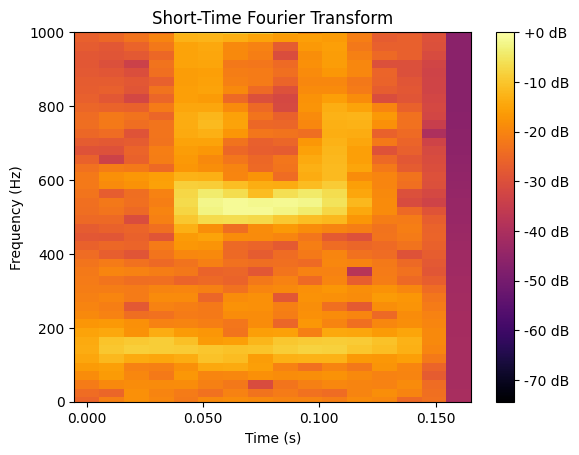 Short-Time Fourier Transform
1000
800
600
400
200
0
Frequency (Hz)
0.000
0.050
0.100
0.150
Time (s)
+0 dB
-10 dB
-20 dB
-30 dB
-40 dB
-50 dB
-60 dB
-70 dB